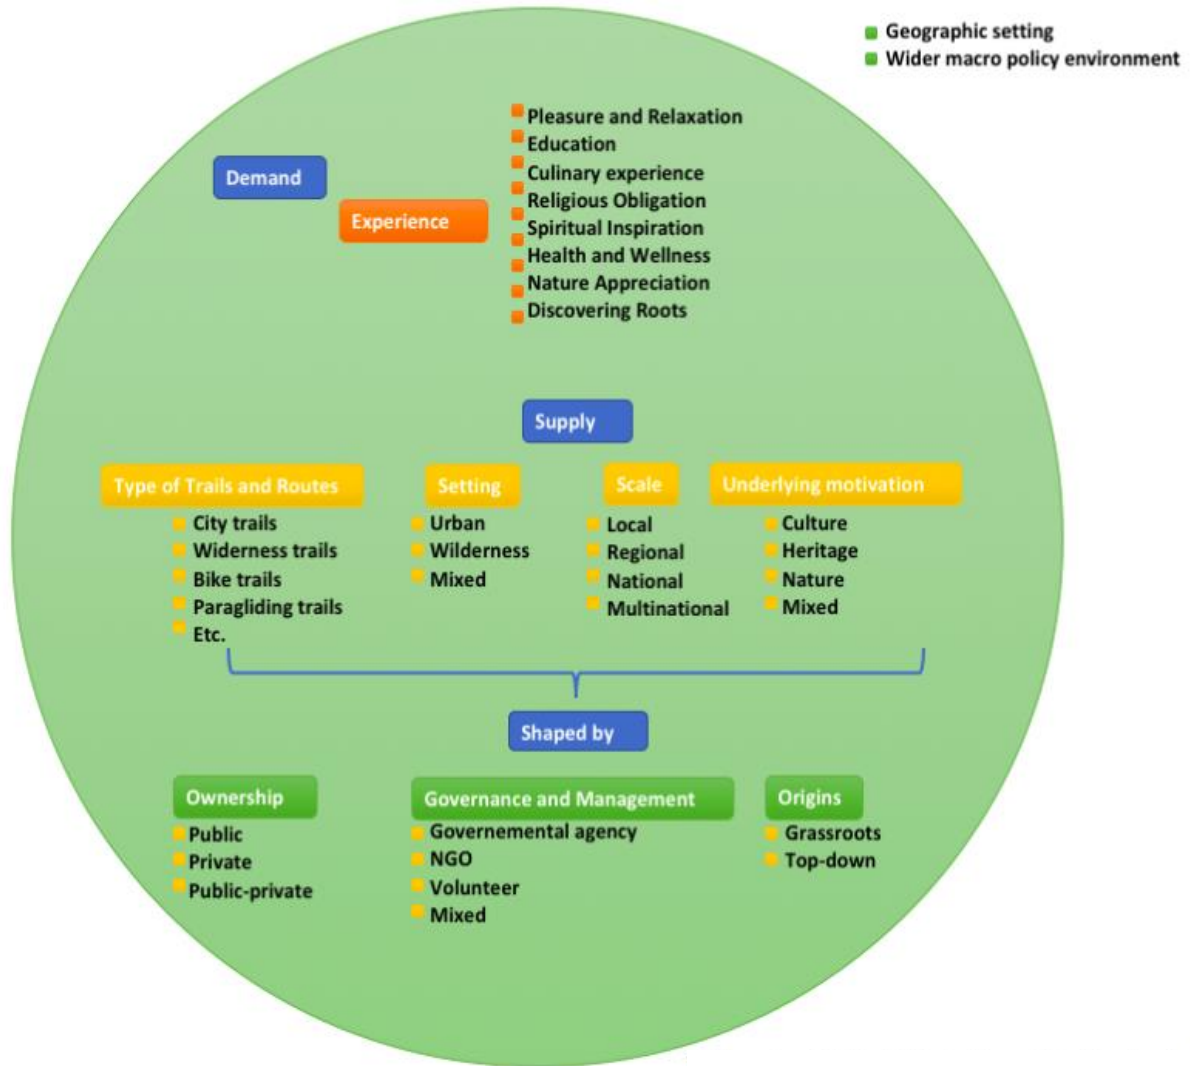 Geographic setting
Wider macro policy environment
Demand
Experience
Pleasure and Relaxation
Education
Culinary experience
Religious Obligation
Spiritual Inspiration
Health and Wellness
Nature Appreciation
Discovering Roots
Supply
Type of Trails and Routes
City trails
Widerness trails
Bike trails
Paragliding trails
Etc.
Setting
Urban
Wilderness
Mixed
Scale
Local
Regional
National
Multinational
Underlying motivation
Culture
Heritage
Nature
Mixed
Shaped by
Ownership
Public
Private
Public-private
Governance and Management
Governemental agency
NGO
Volunteer
Mixed
Origins
Grassroots
Top-down